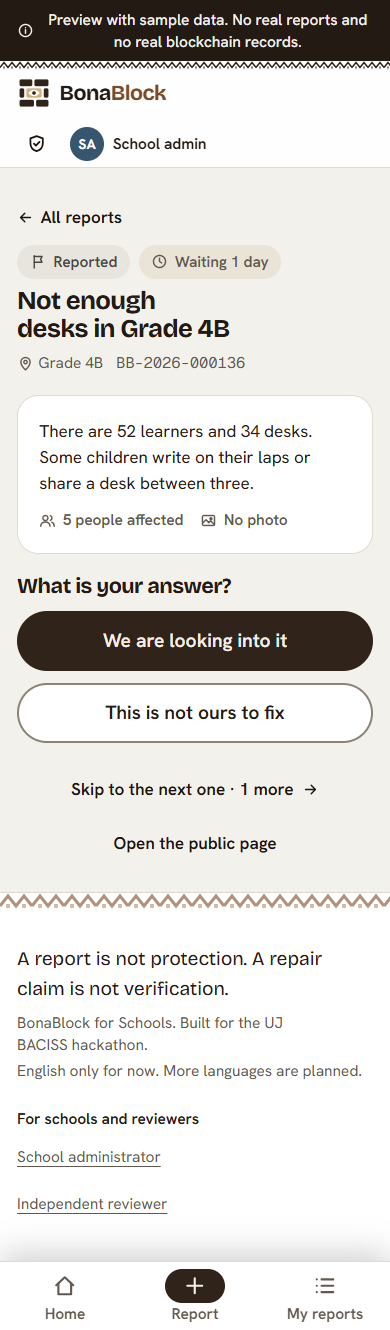 Preview with sample data. No real reports and
no real blockchain records.
BonaBlock
SA School admin
← All reports
Reported Waiting 1 day
Not enough
desks in Grade 4B
Grade 4B BB-2026-000136
There are 52 learners and 34 desks.
Some children write on their laps or
share a desk between three.
5 people affected No photo
What is your answer?
We are looking into it
This is not ours to fix
Skip to the next one · 1 more →
Open the public page
A report is not protection. A repair
claim is not verification.
BonaBlock for Schools. Built for the UJ
BACISS hackathon.
English only for now. More languages are planned.
For schools and reviewers
School administrator
Independent reviewer
Home Report My reports